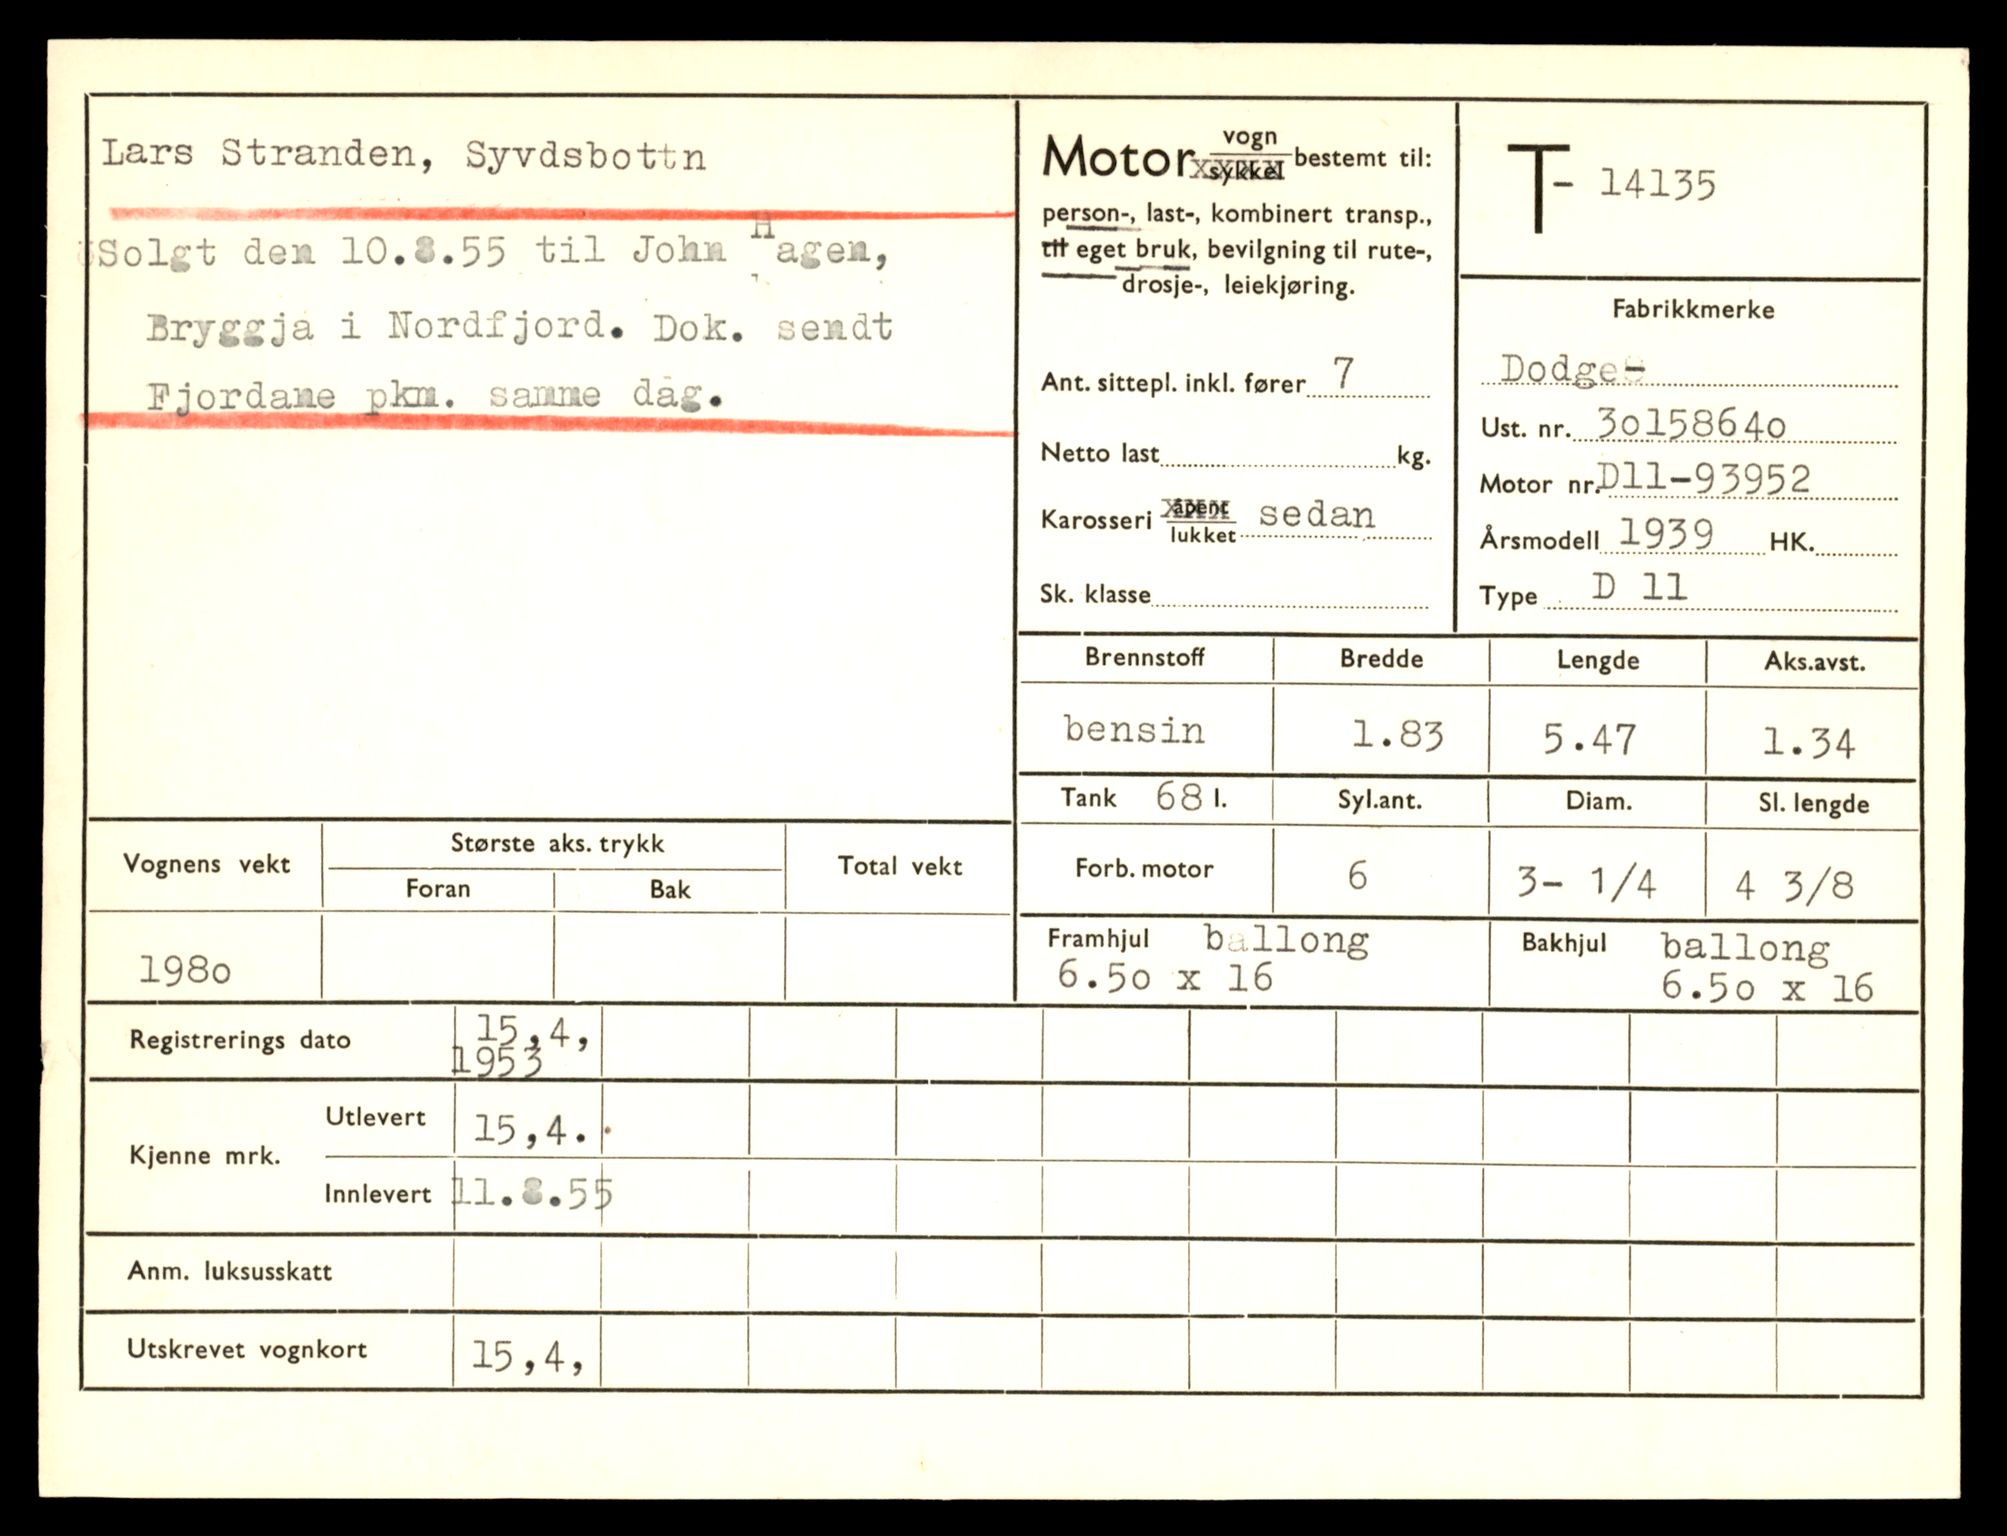 Lars Stranden, Syvdsbottn
Solgt den 10.8.55 til John Hagen,
Bryggja i Nordfjord. Dok. sendt
Fjordane pkm. samme dag.
Motor vogn bestemt til:
sykkel
person-, last-, kombinert transp.,
til eget bruk, bevilgning til rute-,
drosje-, leiekjøring.
Ant. sittepl. inkl. fører 7
Netto last kg.
Karosseri åpent sedan
lukket
Sk. klasse
T- 14135
Fabrikkmerke
Dodge-
Ust. nr. 30158640
Motor nr. D11-93952
Årsmodell 1939 HK.
Type D 11
Brennstoff Bredde Lengde Aks.avst.
bensin 1.83 5.47 1.34
Tank 68 l. Syl.ant. Diam. Sl. lengde
Forb. motor 6 3- 1/4 4 3/8
Framhjul ballong
6.50 x 16
Bakhjul ballong
6.50 x 16
Vognens vekt Største aks. trykk Total vekt
Foran Bak
1980
Registrerings dato 15,4,
1953
Kjenne mrk. Utlevert 15,4.
Innlevert 11.8.55
Anm. luksusskatt
Utskrevet vognkort 15,4,